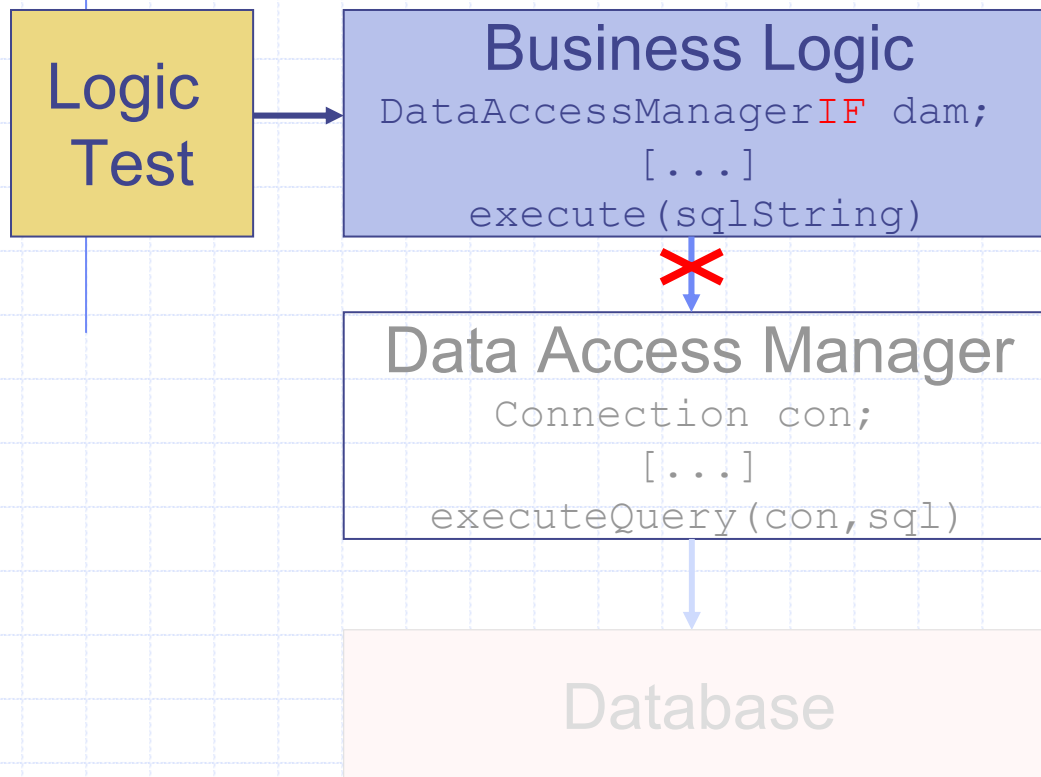 Logic
Test
Business Logic
DataAccessManagerIF dam;
[...]
execute(sqlString)
Data Access Manager
Connection con;
[...]
executeQuery(con,sql)
Database